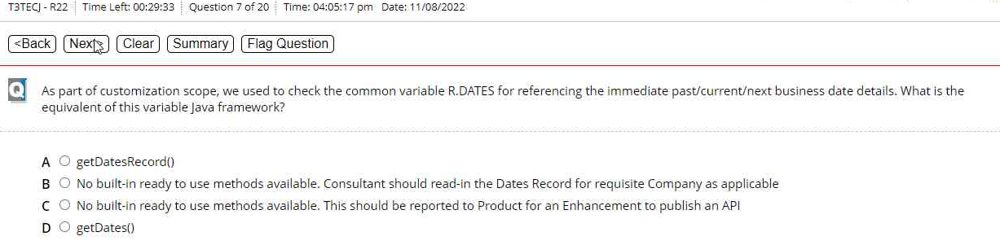 T3TECJ - R22 Time Left: 00:29:33 Question 7 of 20 Time: 04:05:17 pm Date: 11/08/2022
<Back Next Clear Summary Flag Question
Q As part of customization scope, we used to check the common variable R.DATES for referencing the immediate past/current/next business date details. What is the
equivalent of this variable Java framework?
A getDatesRecord()
B No built-in ready to use methods available. Consultant should read-in the Dates Record for requisite Company as applicable
C No built-in ready to use methods available. This should be reported to Product for an Enhancement to publish an API
D getDates()